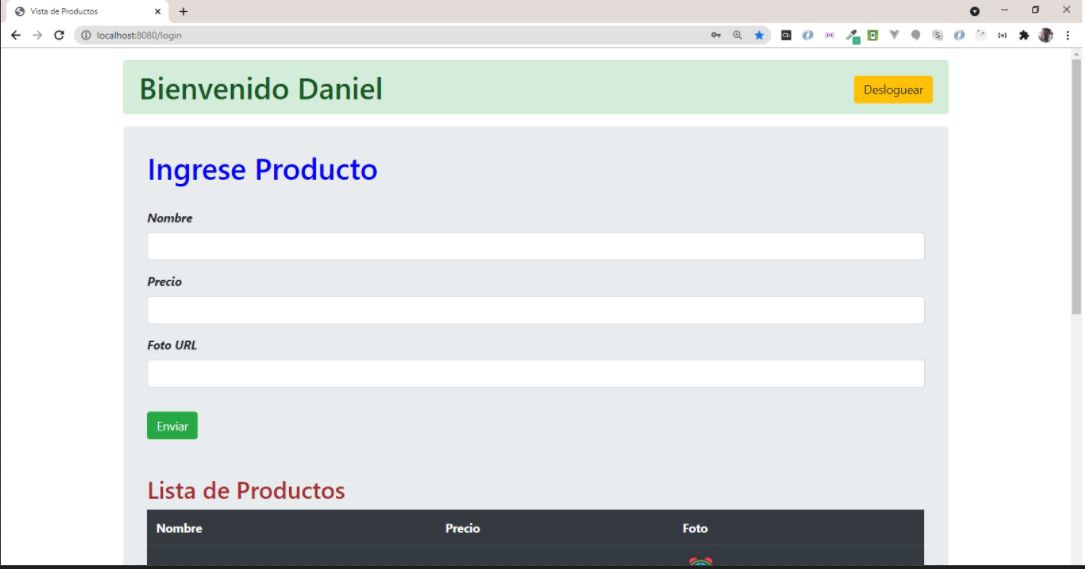 Vista de Productos
localhost:8080/login
Bienvenido Daniel
Desloguear
Ingrese Producto
Nombre
Precio
Foto URL
Enviar
Lista de Productos
Nombre Precio Foto